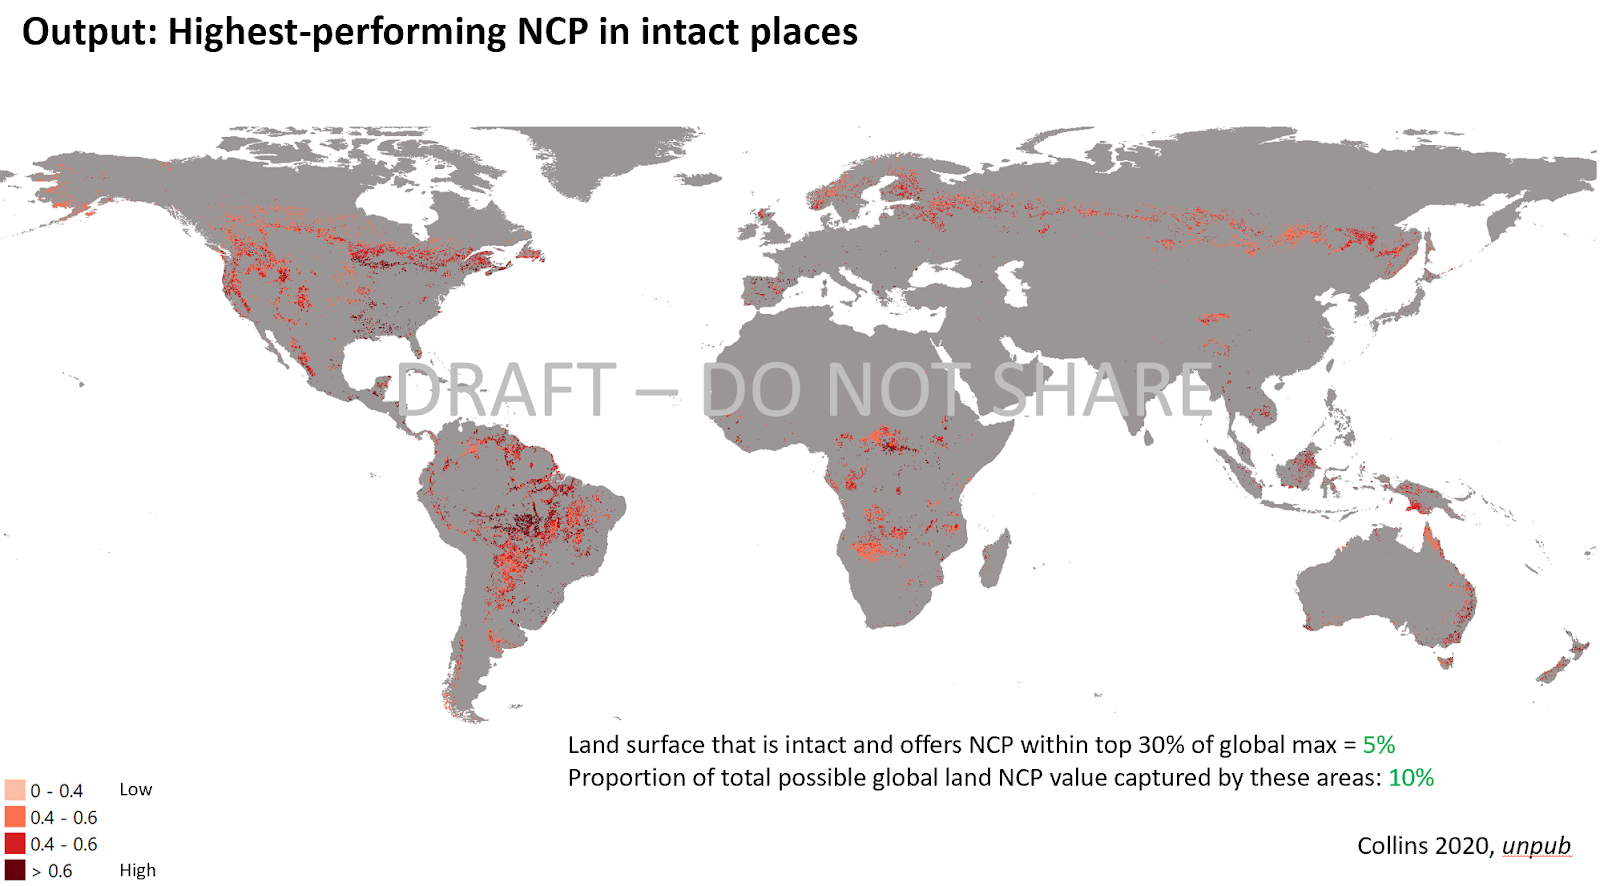 Output: Highest-performing NCP in intact places
DRAFT – DO NOT SHARE
Land surface that is intact and offers NCP within top 30% of global max = 5%
Proportion of total possible global land NCP value captured by these areas: 10%
0 - 0.4 Low
0.4 - 0.6
0.4 - 0.6
> 0.6 High
Collins 2020, unpub